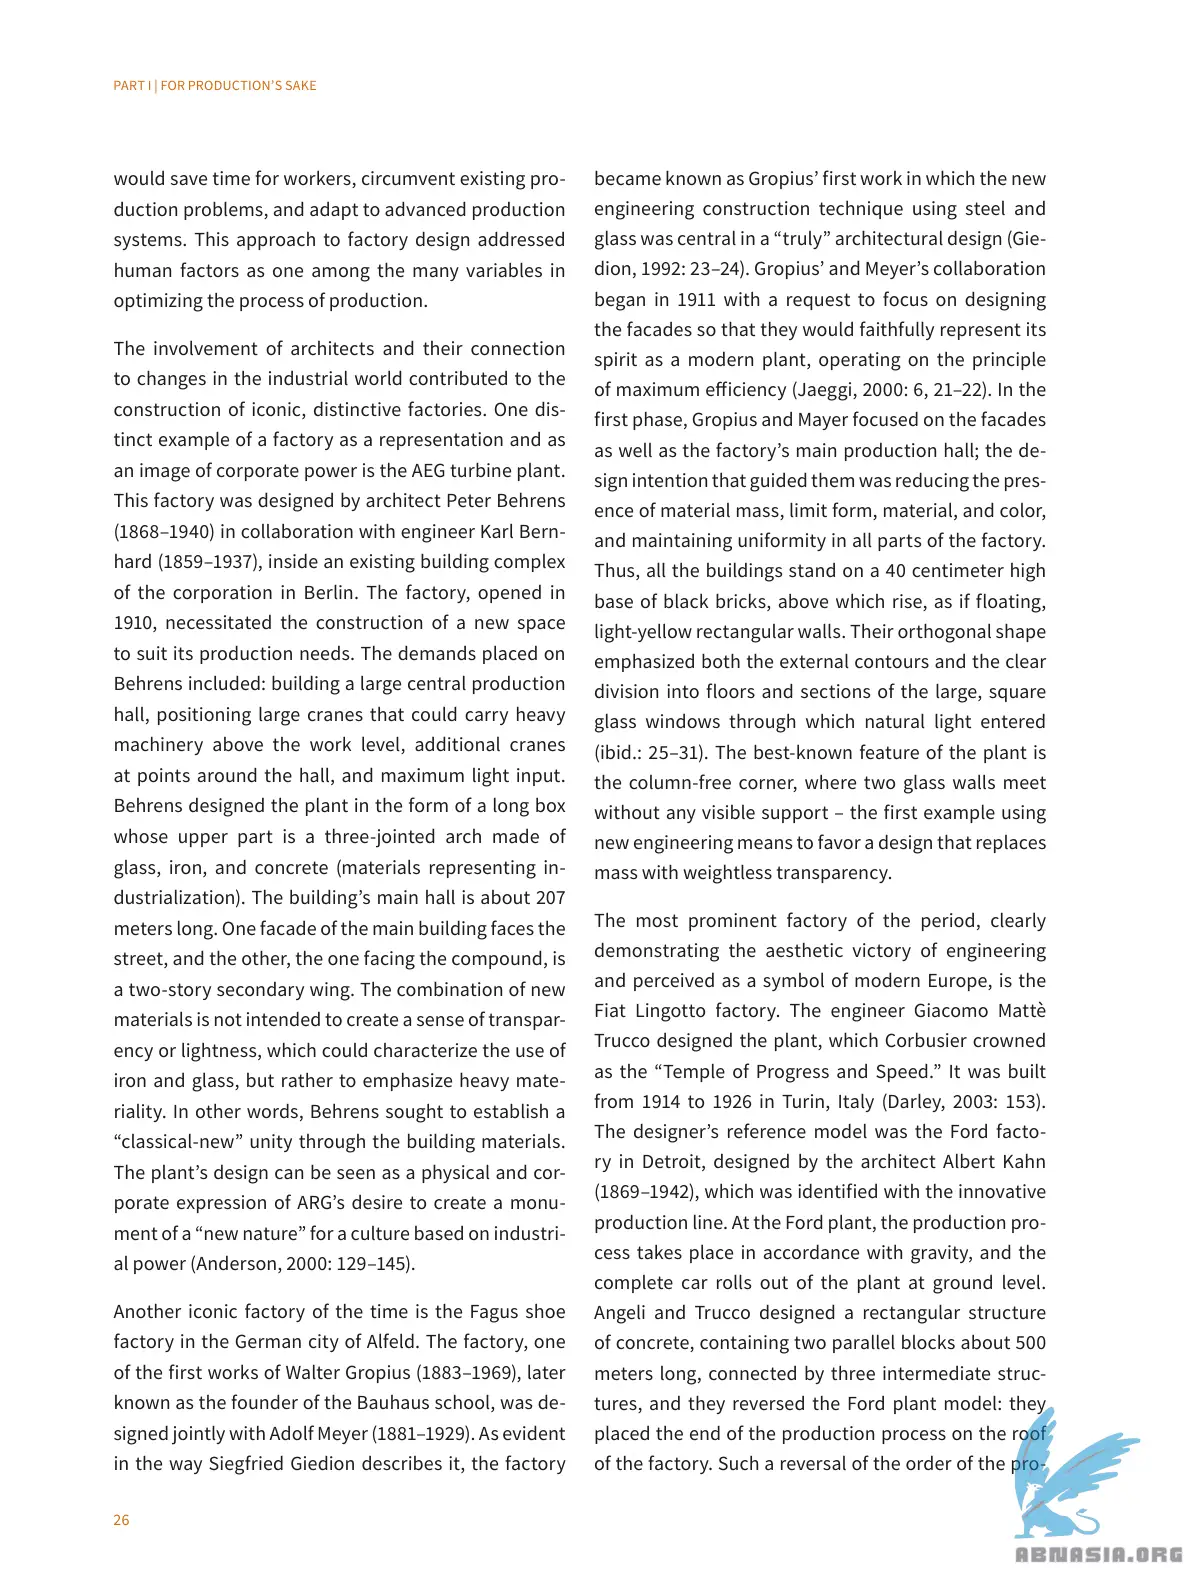 PART I | FOR PRODUCTION’S SAKE
would save time for workers, circumvent existing pro-
duction problems, and adapt to advanced production
systems. This approach to factory design addressed
human factors as one among the many variables in
optimizing the process of production.
The involvement of architects and their connection
to changes in the industrial world contributed to the
construction of iconic, distinctive factories. One dis-
tinct example of a factory as a representation and as
an image of corporate power is the AEG turbine plant.
This factory was designed by architect Peter Behrens
(1868–1940) in collaboration with engineer Karl Bern-
hard (1859–1937), inside an existing building complex
of the corporation in Berlin. The factory, opened in
1910, necessitated the construction of a new space
to suit its production needs. The demands placed on
Behrens included: building a large central production
hall, positioning large cranes that could carry heavy
machinery above the work level, additional cranes
at points around the hall, and maximum light input.
Behrens designed the plant in the form of a long box
whose upper part is a three-jointed arch made of
glass, iron, and concrete (materials representing in-
dustrialization). The building’s main hall is about 207
meters long. One facade of the main building faces the
street, and the other, the one facing the compound, is
a two-story secondary wing. The combination of new
materials is not intended to create a sense of transpar-
ency or lightness, which could characterize the use of
iron and glass, but rather to emphasize heavy mate-
riality. In other words, Behrens sought to establish a
“classical-new” unity through the building materials.
The plant’s design can be seen as a physical and cor-
porate expression of ARG’s desire to create a monu-
ment of a “new nature” for a culture based on industri-
al power (Anderson, 2000: 129–145).
Another iconic factory of the time is the Fagus shoe
factory in the German city of Alfeld. The factory, one
of the first works of Walter Gropius (1883–1969), later
known as the founder of the Bauhaus school, was de-
signed jointly with Adolf Meyer (1881–1929). As evident
in the way Siegfried Giedion describes it, the factory
became known as Gropius’ first work in which the new
engineering construction technique using steel and
glass was central in a “truly” architectural design (Gie-
dion, 1992: 23–24). Gropius’ and Meyer’s collaboration
began in 1911 with a request to focus on designing
the facades so that they would faithfully represent its
spirit as a modern plant, operating on the principle
of maximum efficiency (Jaeggi, 2000: 6, 21–22). In the
first phase, Gropius and Mayer focused on the facades
as well as the factory’s main production hall; the de-
sign intention that guided them was reducing the pres-
ence of material mass, limit form, material, and color,
and maintaining uniformity in all parts of the factory.
Thus, all the buildings stand on a 40 centimeter high
base of black bricks, above which rise, as if floating,
light-yellow rectangular walls. Their orthogonal shape
emphasized both the external contours and the clear
division into floors and sections of the large, square
glass windows through which natural light entered
(ibid.: 25–31). The best-known feature of the plant is
the column-free corner, where two glass walls meet
without any visible support – the first example using
new engineering means to favor a design that replaces
mass with weightless transparency.
The most prominent factory of the period, clearly
demonstrating the aesthetic victory of engineering
and perceived as a symbol of modern Europe, is the
Fiat Lingotto factory. The engineer Giacomo Mattè
Trucco designed the plant, which Corbusier crowned
as the “Temple of Progress and Speed.” It was built
from 1914 to 1926 in Turin, Italy (Darley, 2003: 153).
The designer’s reference model was the Ford facto-
ry in Detroit, designed by the architect Albert Kahn
(1869–1942), which was identified with the innovative
production line. At the Ford plant, the production pro-
cess takes place in accordance with gravity, and the
complete car rolls out of the plant at ground level.
Angeli and Trucco designed a rectangular structure
of concrete, containing two parallel blocks about 500
meters long, connected by three intermediate struc-
tures, and they reversed the Ford plant model: they
placed the end of the production process on the roof
of the factory. Such a reversal of the order of the pro-
26
ABNASIA.ORG